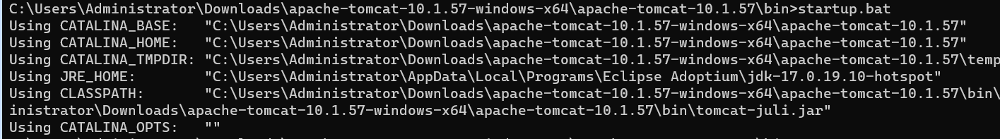 C:\Users\Administrator\Downloads\apache-tomcat-10.1.57-windows-x64\apache-tomcat-10.1.57\bin>startup.bat
Using CATALINA_BASE:   "C:\Users\Administrator\Downloads\apache-tomcat-10.1.57-windows-x64\apache-tomcat-10.1.57"
Using CATALINA_HOME:   "C:\Users\Administrator\Downloads\apache-tomcat-10.1.57-windows-x64\apache-tomcat-10.1.57"
Using CATALINA_TMPDIR: "C:\Users\Administrator\Downloads\apache-tomcat-10.1.57-windows-x64\apache-tomcat-10.1.57\temp
Using JRE_HOME:        "C:\Users\Administrator\AppData\Local\Programs\Eclipse Adoptium\jdk-17.0.19.10-hotspot"
Using CLASSPATH:       "C:\Users\Administrator\Downloads\apache-tomcat-10.1.57-windows-x64\apache-tomcat-10.1.57\bin\
inistrator\Downloads\apache-tomcat-10.1.57-windows-x64\apache-tomcat-10.1.57\bin\tomcat-juli.jar"
Using CATALINA_OPTS:   ""